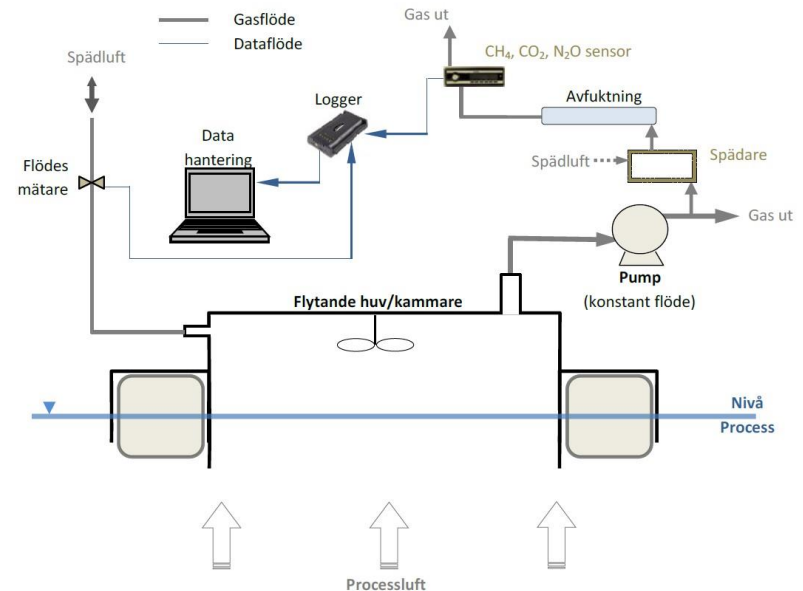 Gasflöde
Dataflöde
Gas ut
Spädluft
CH₄, CO₂, N₂O sensor
Logger
Avfuktning
Data
hantering
Flödes
mätare
Spädluft
Spädare
Gas ut
Pump
(konstant flöde)
Flytande huv/kammare
Nivå
Process
Processluft